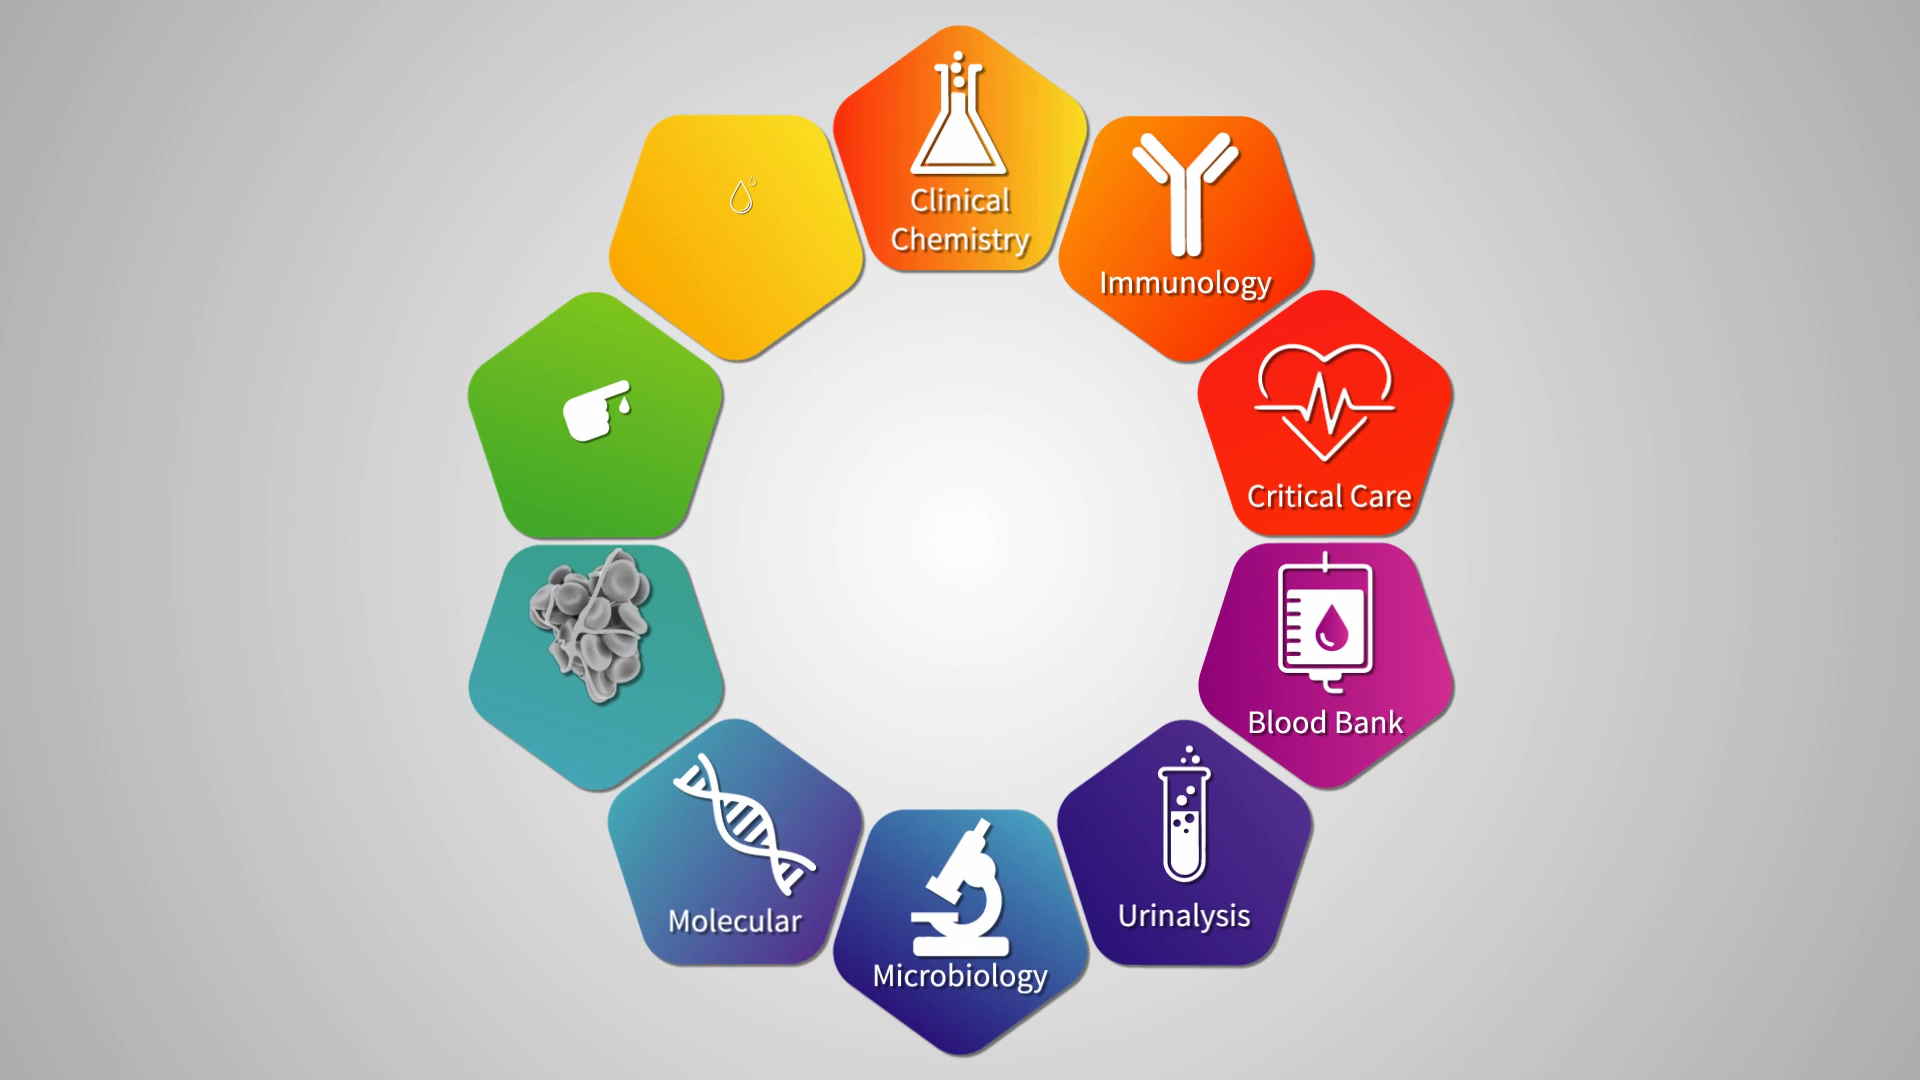 Clinical
Chemistry
Immunology
Critical Care
Blood Bank
Urinalysis
Microbiology
Molecular